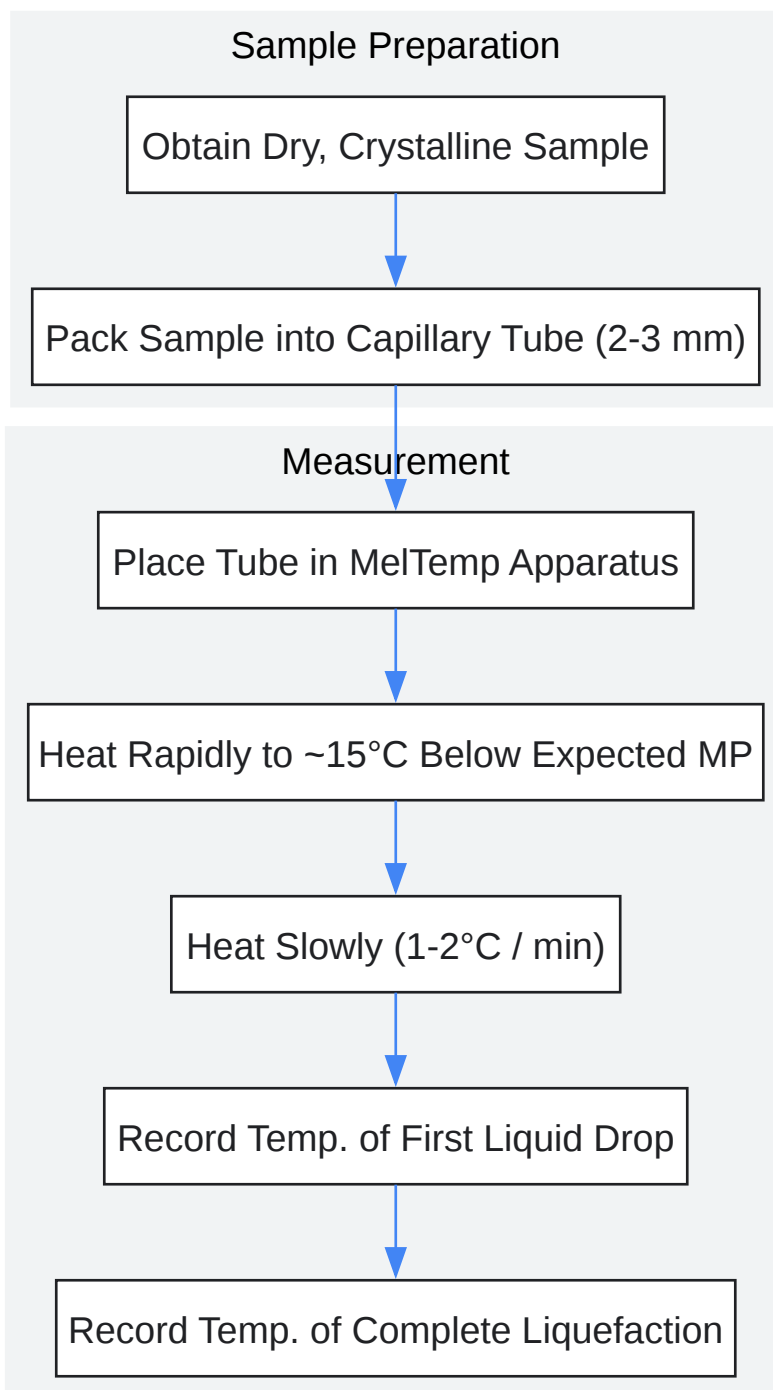 Sample Preparation
Obtain Dry, Crystalline Sample
Pack Sample into Capillary Tube (2-3 mm)
Measurement
Place Tube in MelTemp Apparatus
Heat Rapidly to ~15°C Below Expected MP
Heat Slowly (1-2°C / min)
Record Temp. of First Liquid Drop
Record Temp. of Complete Liquefaction